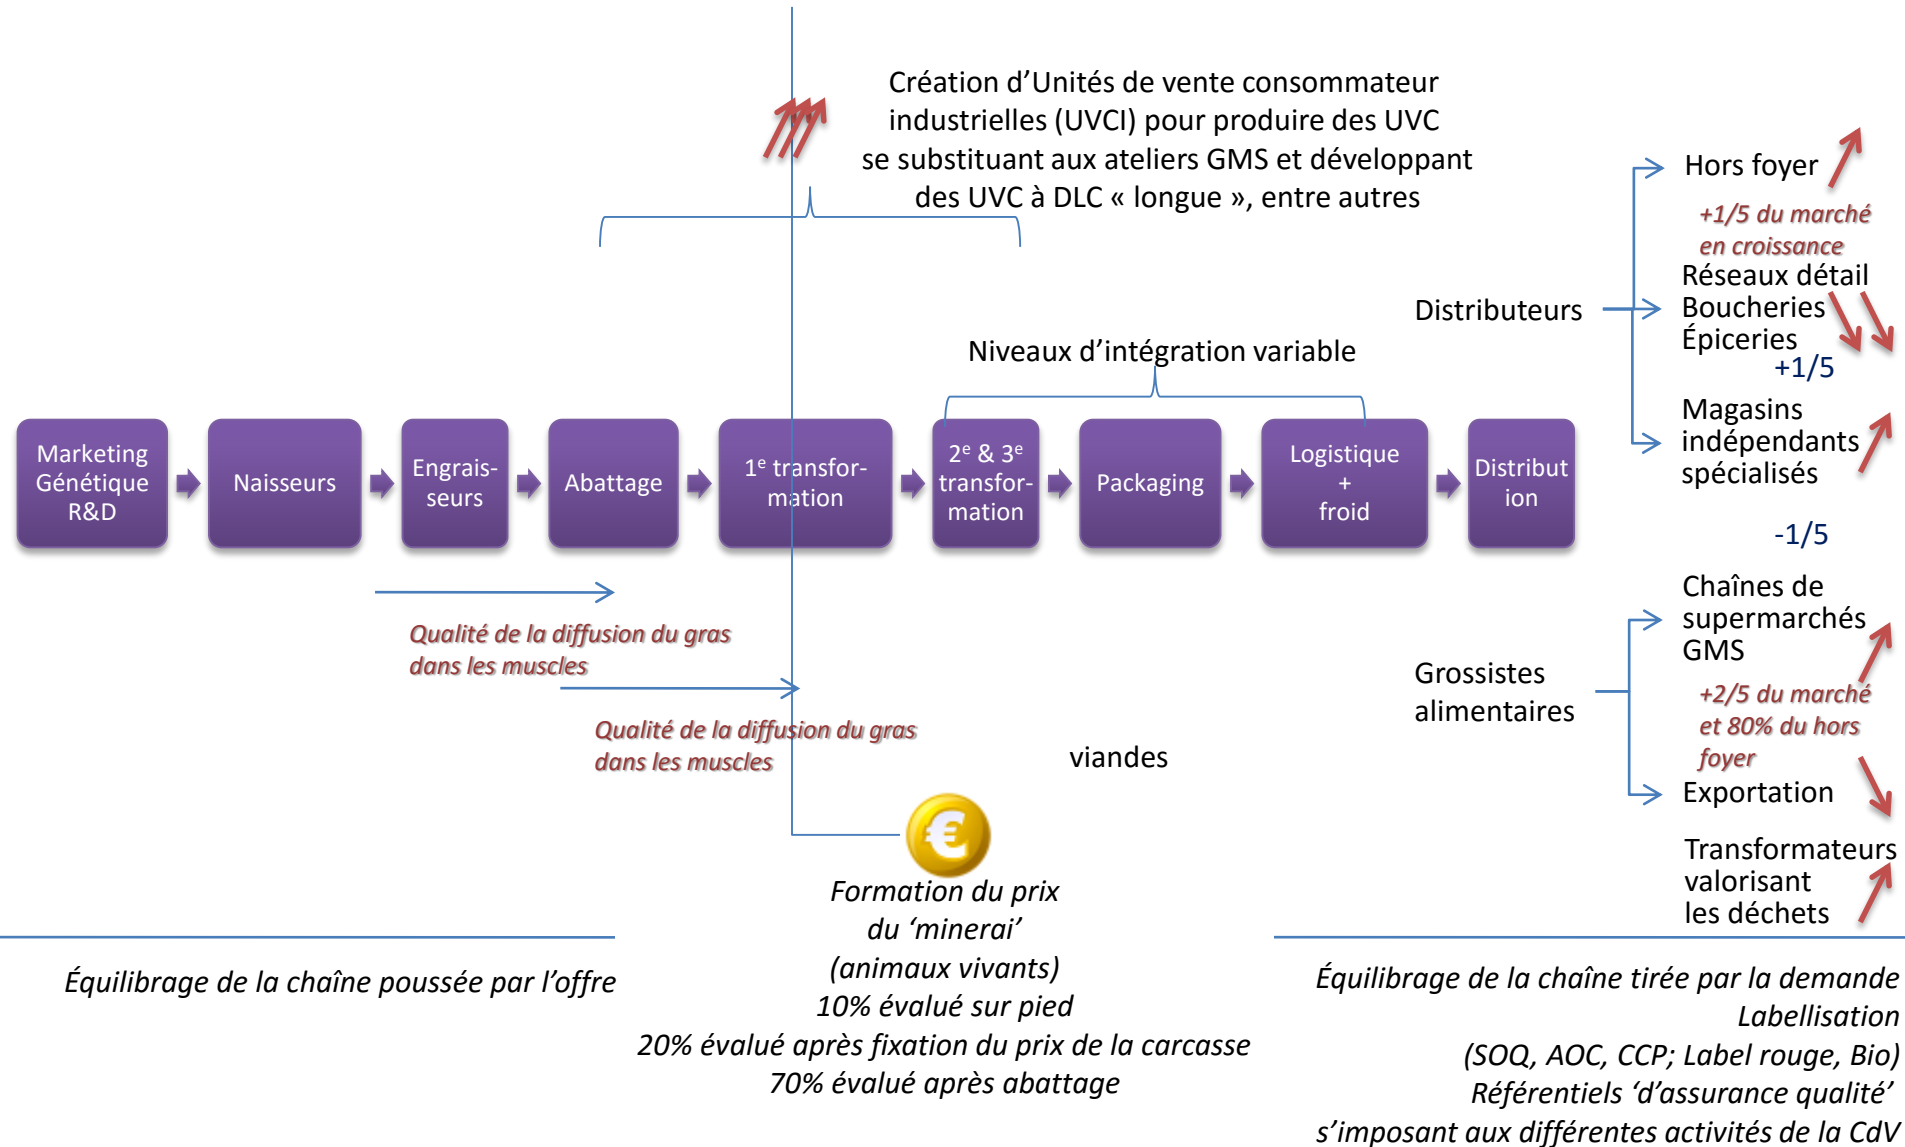 Création d’Unités de vente consommateur
industrielles (UVCI) pour produire des UVC
se substituant aux ateliers GMS et développant
des UVC à DLC « longue », entre autres
Hors foyer
+1/5 du marché
en croissance
Distributeurs
Réseaux détail
Boucheries
Épiceries
+1/5
Niveaux d’intégration variable
Magasins
indépendants
spécialisés
-1/5
Marketing
Génétique
R&D
Naisseurs
Engrais-
seurs
Abattage
1e transfor-
mation
2e & 3e
transfor-
mation
Packaging
Logistique
+
froid
Distribut
ion
Qualité de la diffusion du gras
dans les muscles
Qualité de la diffusion du gras
dans les muscles
viandes
Grossistes
alimentaires
Chaînes de
supermarchés
GMS
+2/5 du marché
et 80% du hors
foyer
Exportation
Transformateurs
valorisant
les déchets
€
Formation du prix
du ‘minerai’
(animaux vivants)
10% évalué sur pied
20% évalué après fixation du prix de la carcasse
70% évalué après abattage
Équilibrage de la chaîne poussée par l’offre
Équilibrage de la chaîne tirée par la demande
Labellisation
(SOQ, AOC, CCP; Label rouge, Bio)
Référentiels ‘d’assurance qualité’
s’imposant aux différentes activités de la CdV